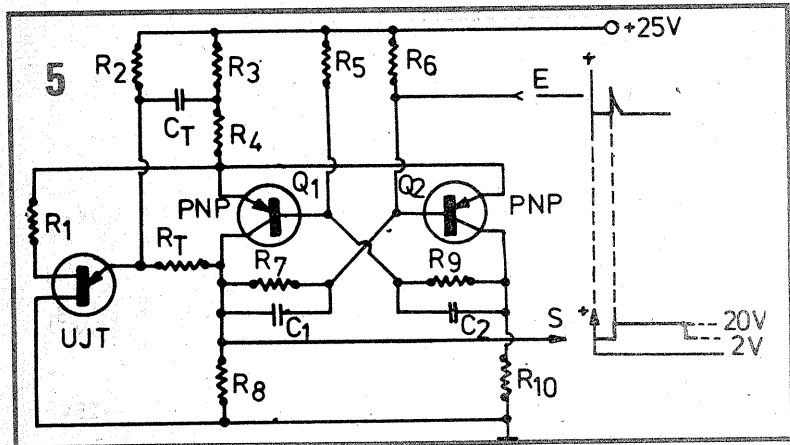 5
+25V
R2
R3
R5
R6
E
+
CT
R4
Q1
Q2
PNP
PNP
R1
RT
R7
R9
UJT
C1
C2
S
+
20V
2V
R8
R10